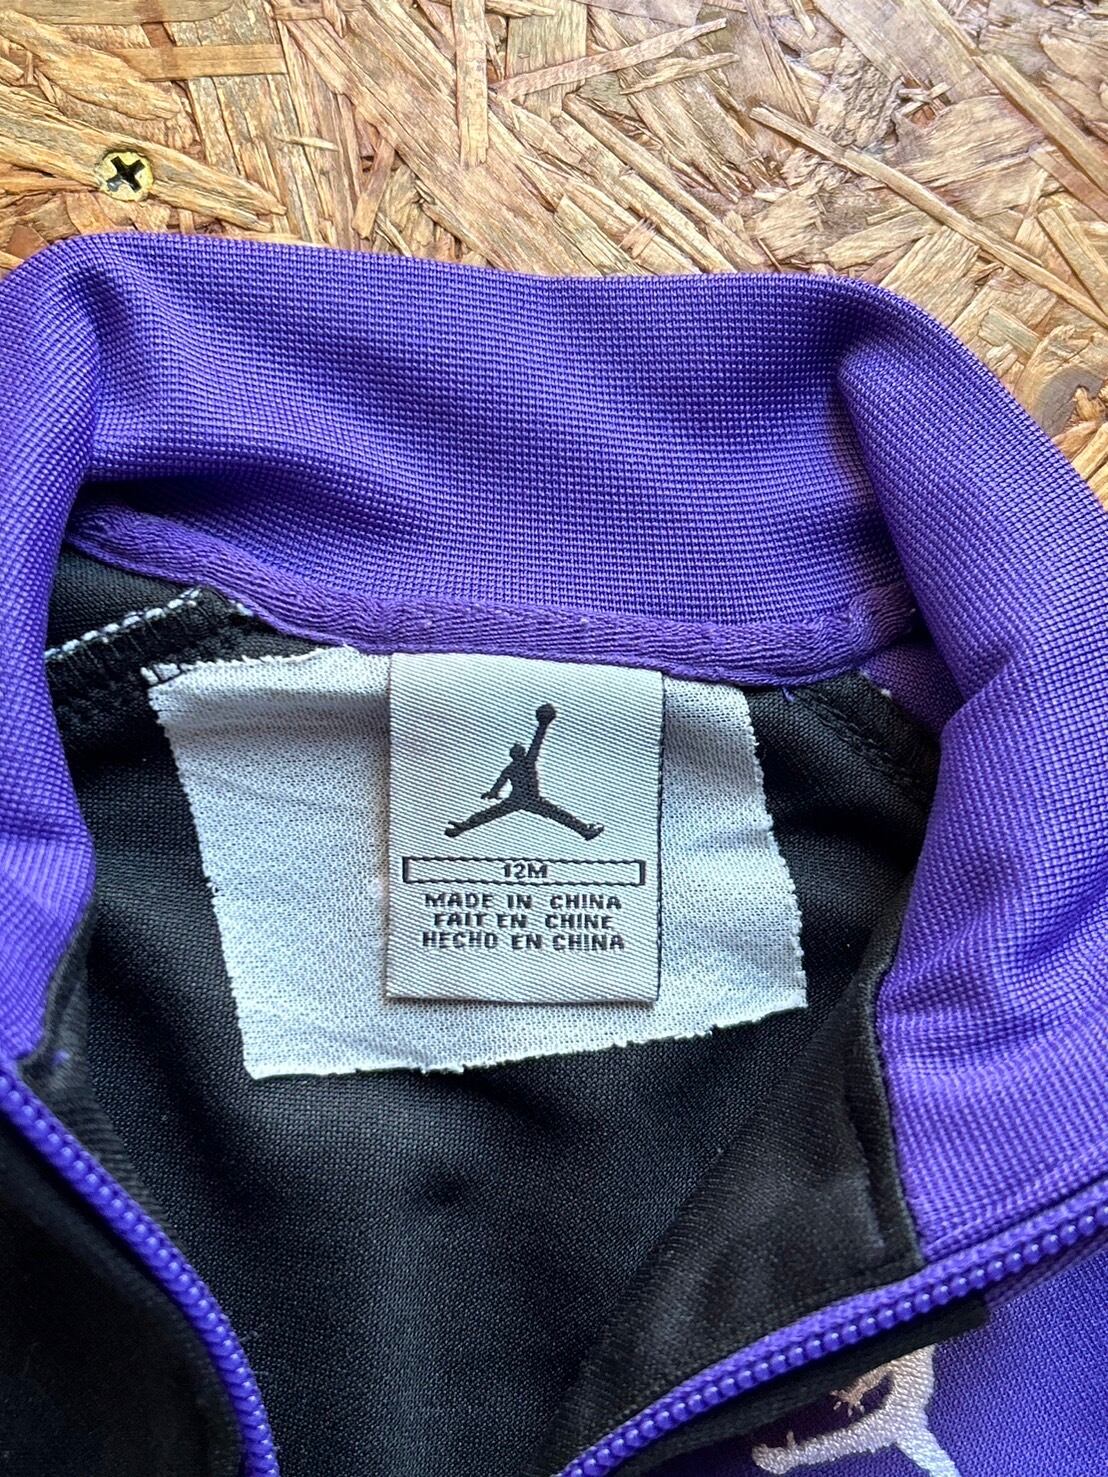 12M
MADE IN CHINA
FAIT EN CHINE
HECHO EN CHINA